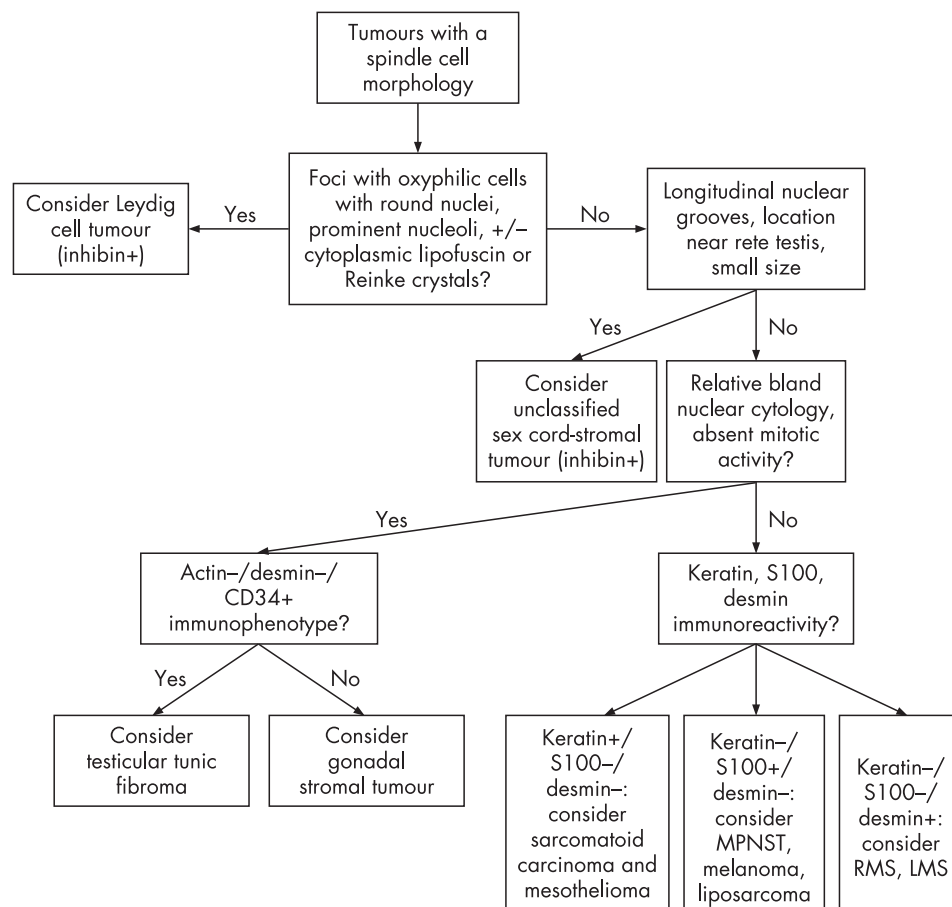 Tumours with a
spindle cell
morphology
Foci with oxyphilic cells
with round nuclei,
prominent nucleoli, +/–
cytoplasmic lipofuscin or
Reinke crystals?
Yes
Consider Leydig
cell tumour
(inhibin+)
No
Longitudinal nuclear
grooves, location
near rete testis,
small size
Yes
No
Consider
unclassified
sex cord-stromal
tumour (inhibin+)
Relative bland
nuclear cytology,
absent mitotic
activity?
Yes
No
Actin–/desmin–/
CD34+
immunophenotype?
Keratin, S100,
desmin
immunoreactivity?
Yes
No
Consider
testicular tunic
fibroma
Consider
gonadal
stromal tumour
Keratin+/
S100–/
desmin–:
consider
sarcomatoid
carcinoma and
mesothelioma
Keratin–/
S100+/
desmin–:
consider
MPNST,
melanoma,
liposarcoma
Keratin–/
S100–/
desmin+:
consider
RMS, LMS